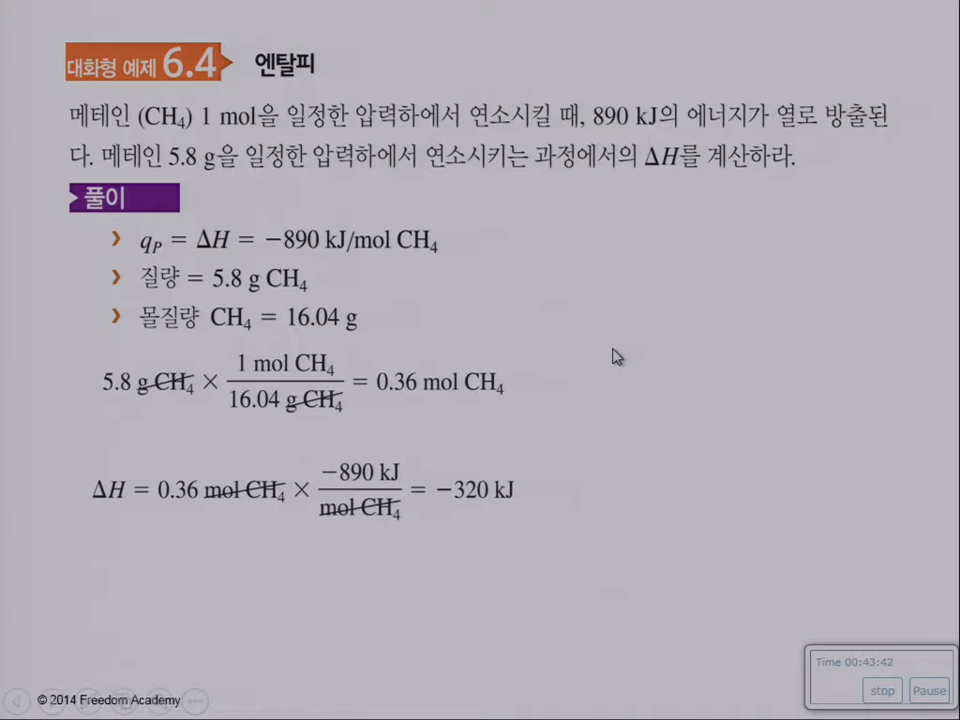 대화형 예제 6.4 엔탈피
메테인 (CH₄) 1 mol을 일정한 압력하에서 연소시킬 때, 890 kJ의 에너지가 열로 방출된
다. 메테인 5.8 g을 일정한 압력하에서 연소시키는 과정에서의 ΔH를 계산하라.
풀이
› qP = ΔH = −890 kJ/mol CH₄
› 질량 = 5.8 g CH₄
› 몰질량 CH₄ = 16.04 g
5.8 g CH₄ × 1 mol CH₄ / 16.04 g CH₄ = 0.36 mol CH₄
ΔH = 0.36 mol CH₄ × −890 kJ / mol CH₄ = −320 kJ
Time 00:43:42
stop Pause
© 2014 Freedom Academy